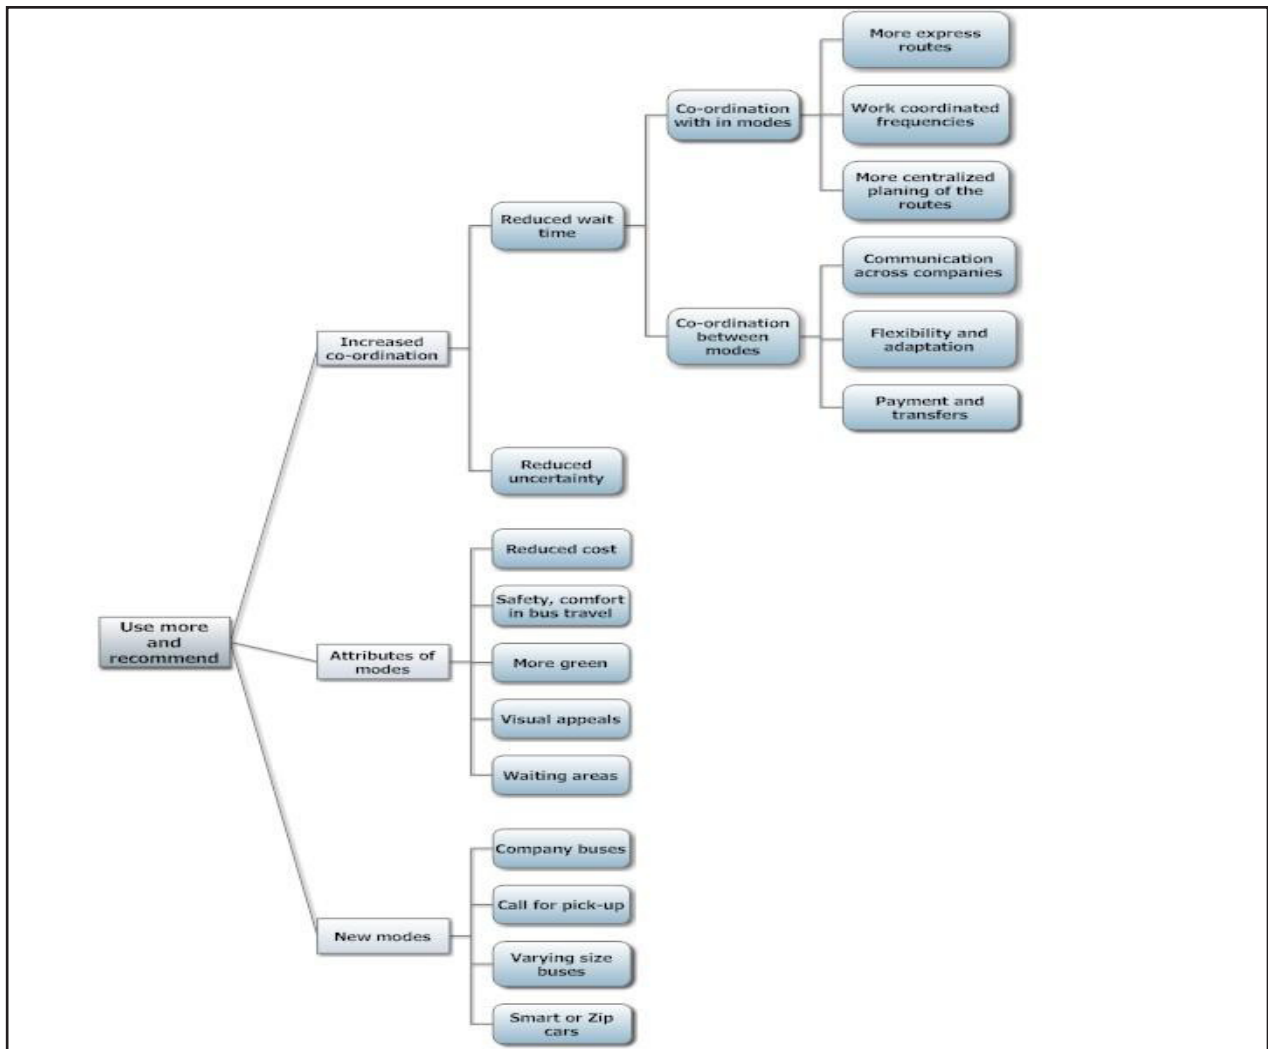 More express
routes
Co-ordination
with in modes
Work coordinated
frequencies
More centralized
planing of the
routes
Reduced wait
time
Communication
across companies
Co-ordination
between
modes
Flexibility and
adaptation
Payment and
transfers
Increased
co-ordination
Reduced
uncertainty
Reduced cost
Safety, comfort
in bus travel
Use more
and
recommend
Attributes of
modes
More green
Visual appeals
Waiting areas
Company buses
Call for pick-up
New modes
Varying size
buses
Smart or Zip
cars